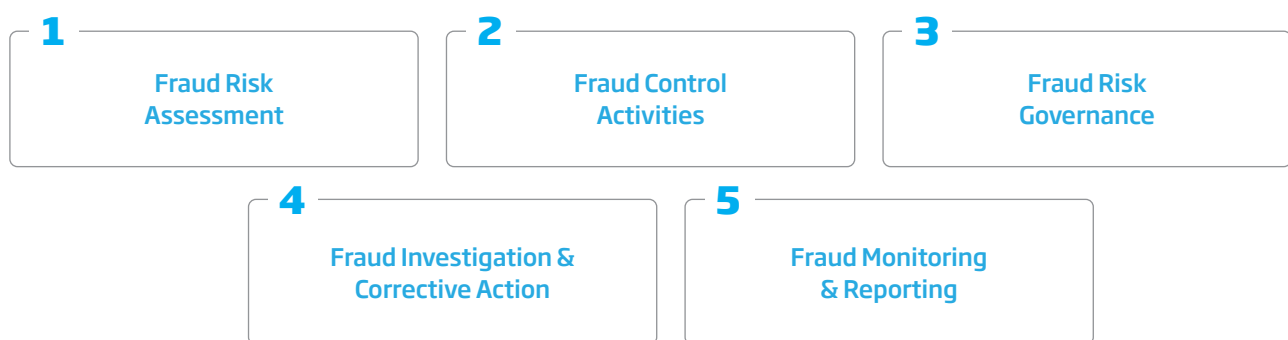 1
Fraud Risk
Assessment
2
Fraud Control
Activities
3
Fraud Risk
Governance
4
Fraud Investigation &
Corrective Action
5
Fraud Monitoring
& Reporting